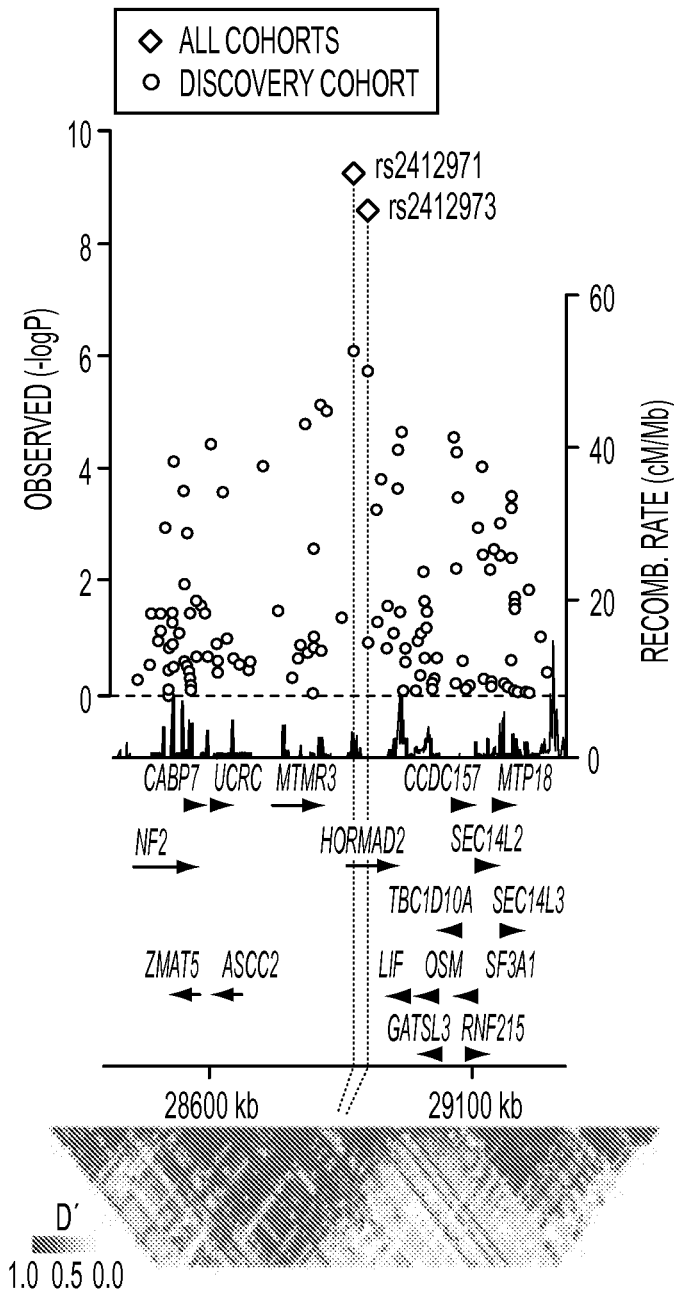 ALL COHORTS
DISCOVERY COHORT
10
8
6
4
2
0
OBSERVED (-logP)
rs2412971
rs2412973
60
40
20
0
RECOMB. RATE (cM/Mb)
CABP7 UCRC MTMR3 CCDC157 MTP18
NF2 HORMAD2 SEC14L2
TBC1D10A SEC14L3
ZMAT5 ASCC2 LIF OSM SF3A1
GATSL3 RNF215
28600 kb 29100 kb
D´
1.0 0.5 0.0